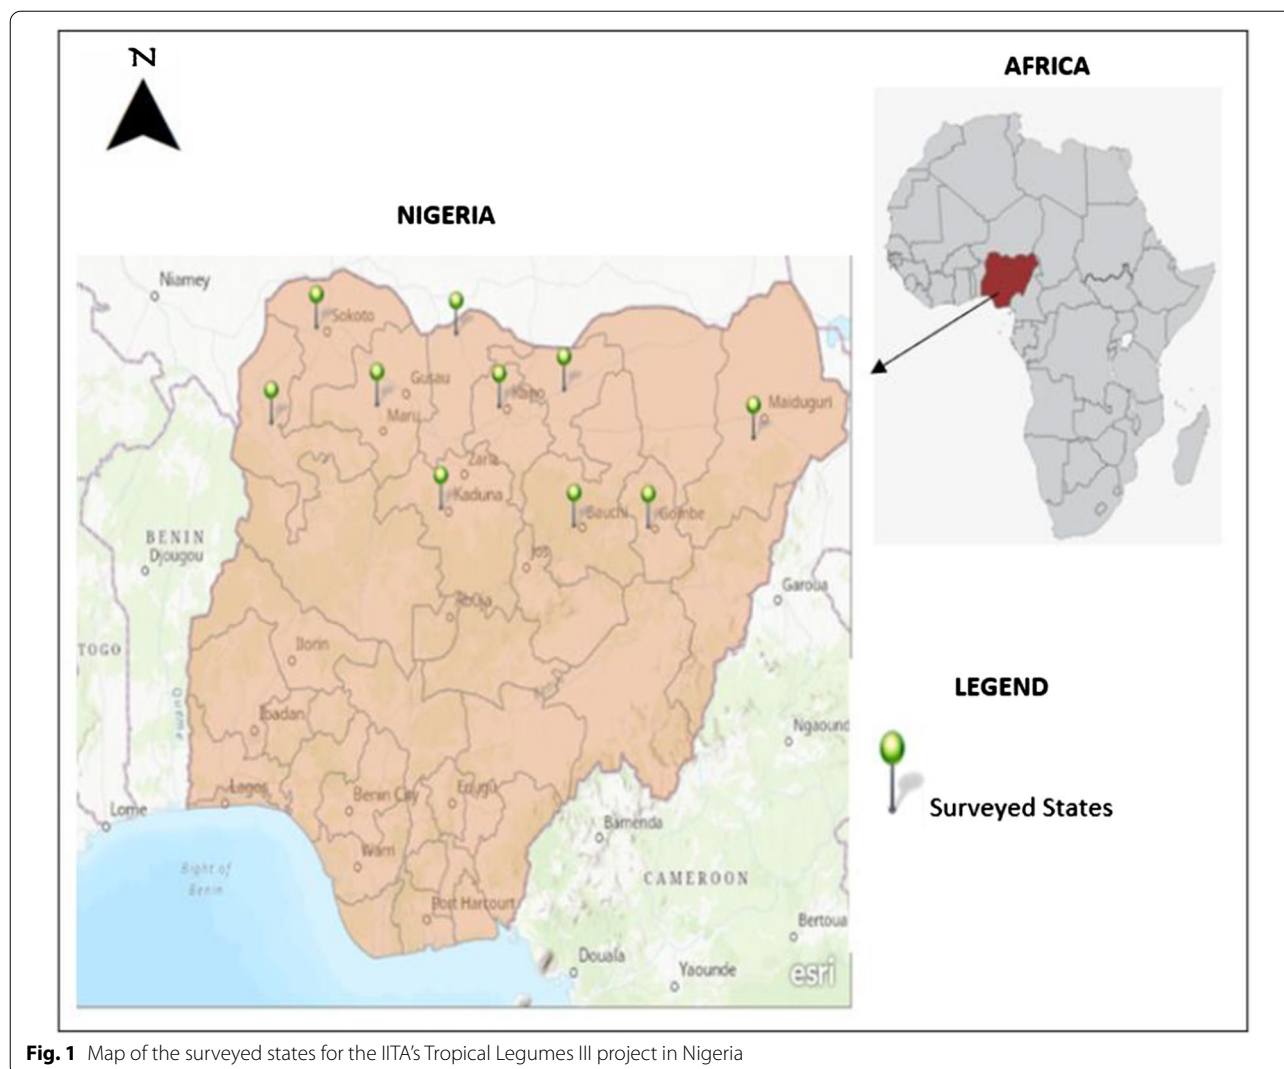 N
AFRICA
NIGERIA
Niamey
Sokoto
Gusau
Kano
Maru
Maiduguri
Zaria
Kaduna
Bauchi
Gombe
BENIN
Djougou
Jos
Garoua
Abuja
TOGO
Ilorin
LEGEND
Oueme
Ibadan
Ngaound
Lagos
Benin City
Enugu
Surveyed States
Lome
Bamenda
Warri
Bight of
Benin
CAMEROON
Port Harcourt
Bertoua
Douala
Yaounde
esri
Fig. 1 Map of the surveyed states for the IITA’s Tropical Legumes III project in Nigeria